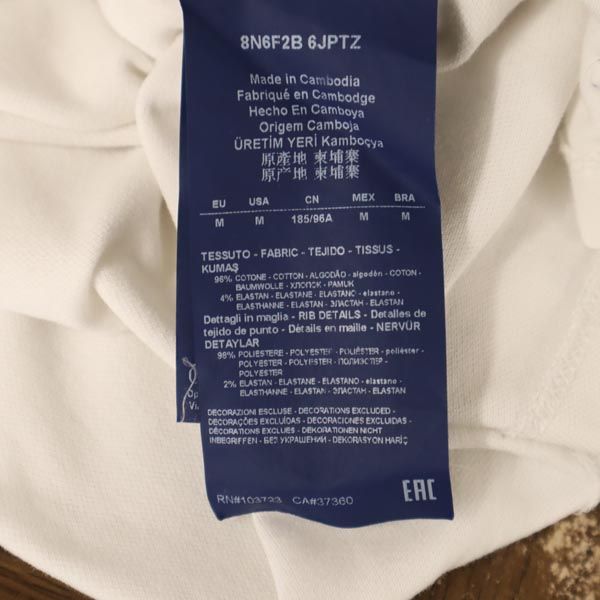 8N6F2B 6JPTZ
Made in Cambodia
Fabriqué en Cambodge
Hecho En Camboya
Origem Camboja
ÜRETİM YERİ Kamboçya
原產地 柬埔寨
原产地 柬埔寨
EU USA CN MEX BRA
M M 185/96A M M
TESSUTO - FABRIC - TEJIDO - TISSUS -
KUMAŞ
96% COTONE - COTTON - ALGODÃO - algodón - COTON -
BAUMWOLLE - ХЛОПОК - PAMUK
4% ELASTAN - ELASTANE - ELASTANO - elastano -
ELASTHANNE - ELASTHAN - ЭЛАСТАН - ELASTAN
Dettagli in maglia - RIB DETAILS - Detalles de
tejido de punto - Détails en maille - NERVÜR
DETAYLAR
98% POLIESTERE - POLYESTER - POLIÉSTER - poliéster -
POLYESTER - POLYESTER - ПОЛИЭСТЕР -
POLYESTER
2% ELASTAN - ELASTANE - ELASTANO - elastano -
ELASTHANNE - ELASTHAN - ЭЛАСТАН - ELASTAN
DECORAZIONI ESCLUSE - DECORATIONS EXCLUDED -
DECORAÇÕES EXCLUÍDAS - DECORACIONES EXCLUIDAS -
DÉCORATIONS EXCLUES - DEKORATIONEN NICHT
INBEGRIFFEN - БЕЗ УКРАШЕНИЙ - DEKORASYON HARİÇ
RN#103733 CA#37360
EAC